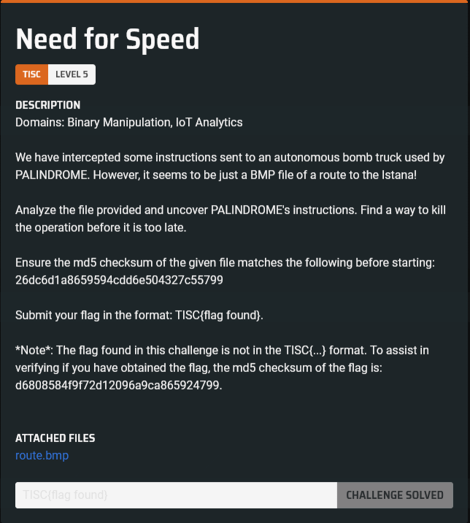 Need for Speed
TISC LEVEL 5
DESCRIPTION
Domains: Binary Manipulation, IoT Analytics
We have intercepted some instructions sent to an autonomous bomb truck used by
PALINDROME. However, it seems to be just a BMP file of a route to the Istana!
Analyze the file provided and uncover PALINDROME's instructions. Find a way to kill
the operation before it is too late.
Ensure the md5 checksum of the given file matches the following before starting:
26dc6d1a8659594cdd6e504327c55799
Submit your flag in the format: TISC{flag found}.
*Note*: The flag found in this challenge is not in the TISC{...} format. To assist in
verifying if you have obtained the flag, the md5 checksum of the flag is:
d6808584f9f72d12096a9ca865924799.
ATTACHED FILES
route.bmp
TISC{flag found} CHALLENGE SOLVED